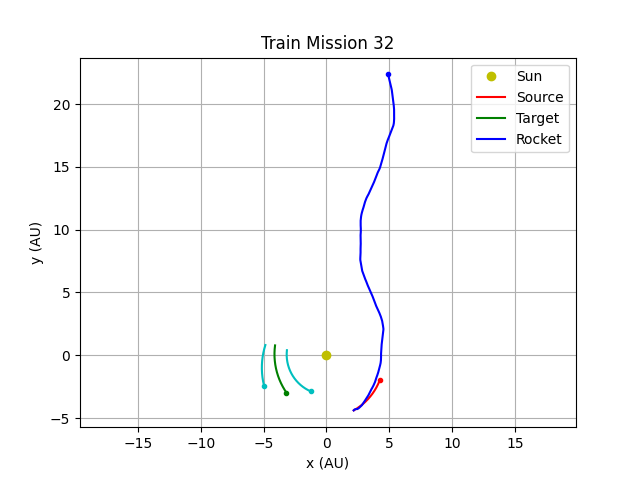 Train Mission 32
Sun
Source
Target
Rocket
20
15
10
5
0
−5
y (AU)
−15
−10
−5
0
5
10
15
x (AU)